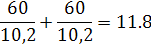 60/10,2 + 60/10,2 = 11.8